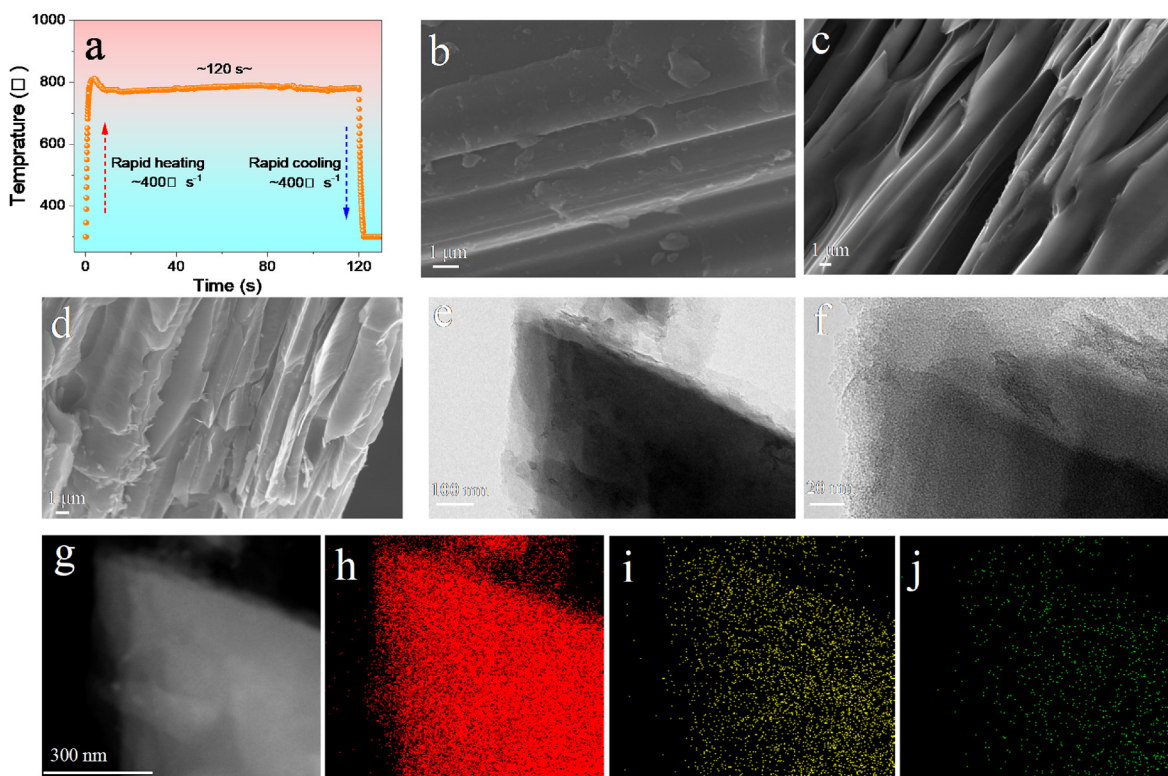 a
1000
800
600
400
Temprature (□)
~120 s~
Rapid heating
~400□ s⁻¹
Rapid cooling
~400□ s⁻¹
0
40
80
120
Time (s)
b
1 μm
c
1 μm
d
1 μm
e
100 nm
f
20 nm
g
300 nm
h
i
j